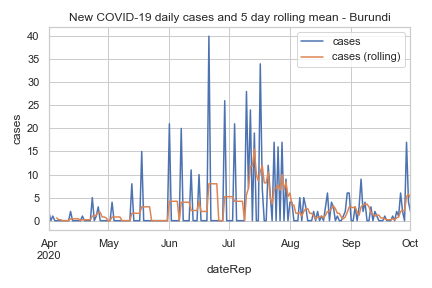 New COVID-19 daily cases and 5 day rolling mean - Burundi
cases
cases (rolling)
40
35
30
25
20
15
10
5
0
cases
Apr
2020
May
Jun
Jul
Aug
Sep
Oct
dateRep